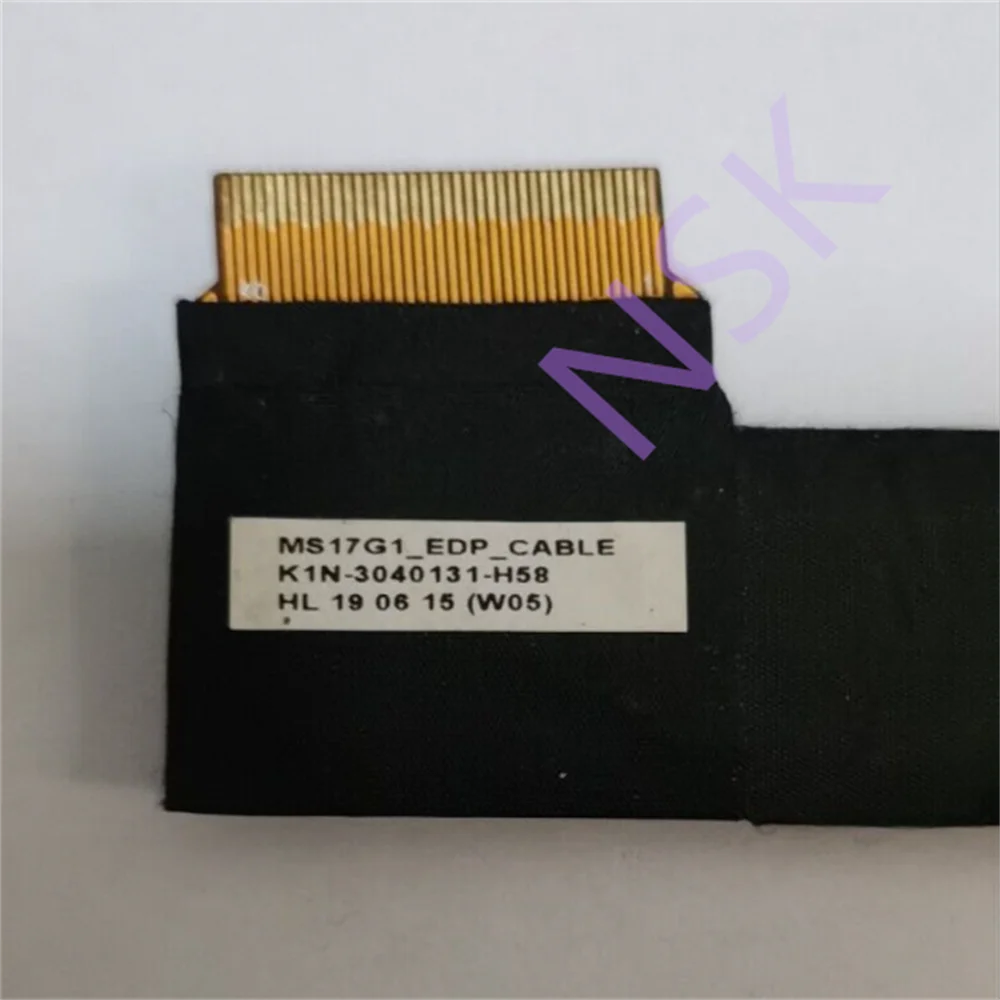 NSK
MS17G1_EDP_CABLE
K1N-3040131-H58
HL 19 06 15 (W05)